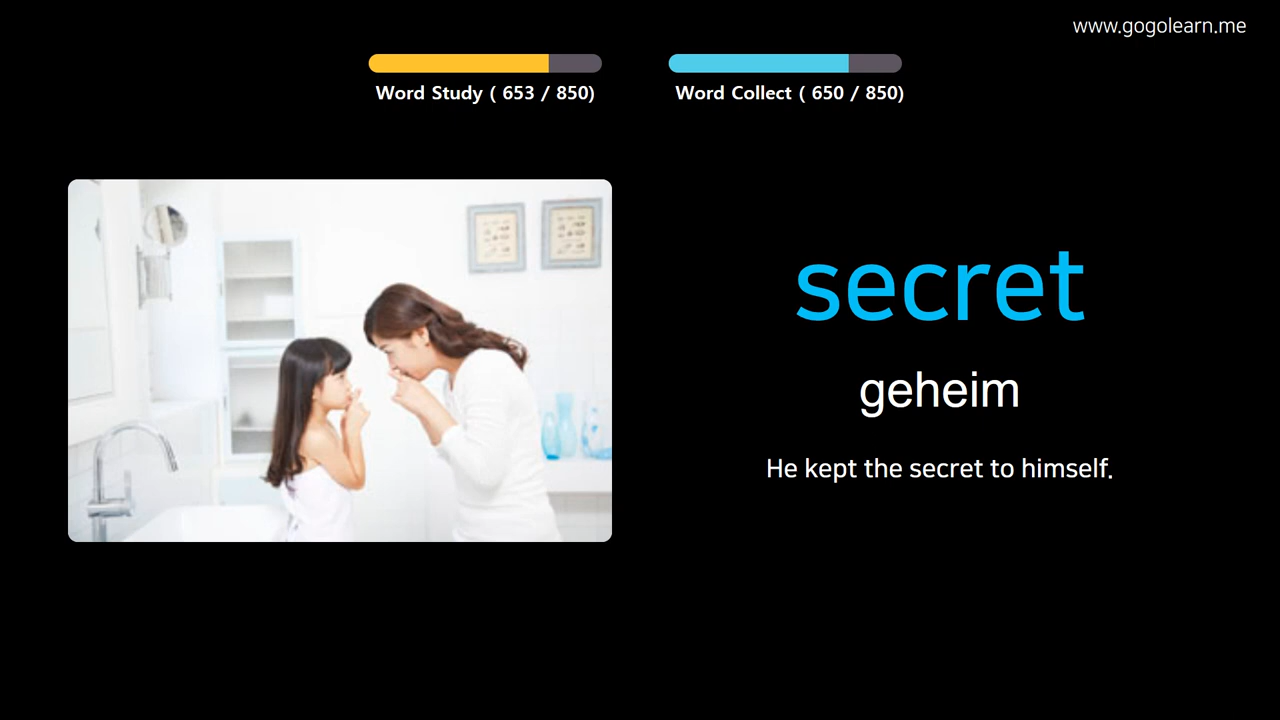 www.gogolearn.me
Word Study ( 653 / 850)
Word Collect ( 650 / 850)
secret
geheim
He kept the secret to himself.